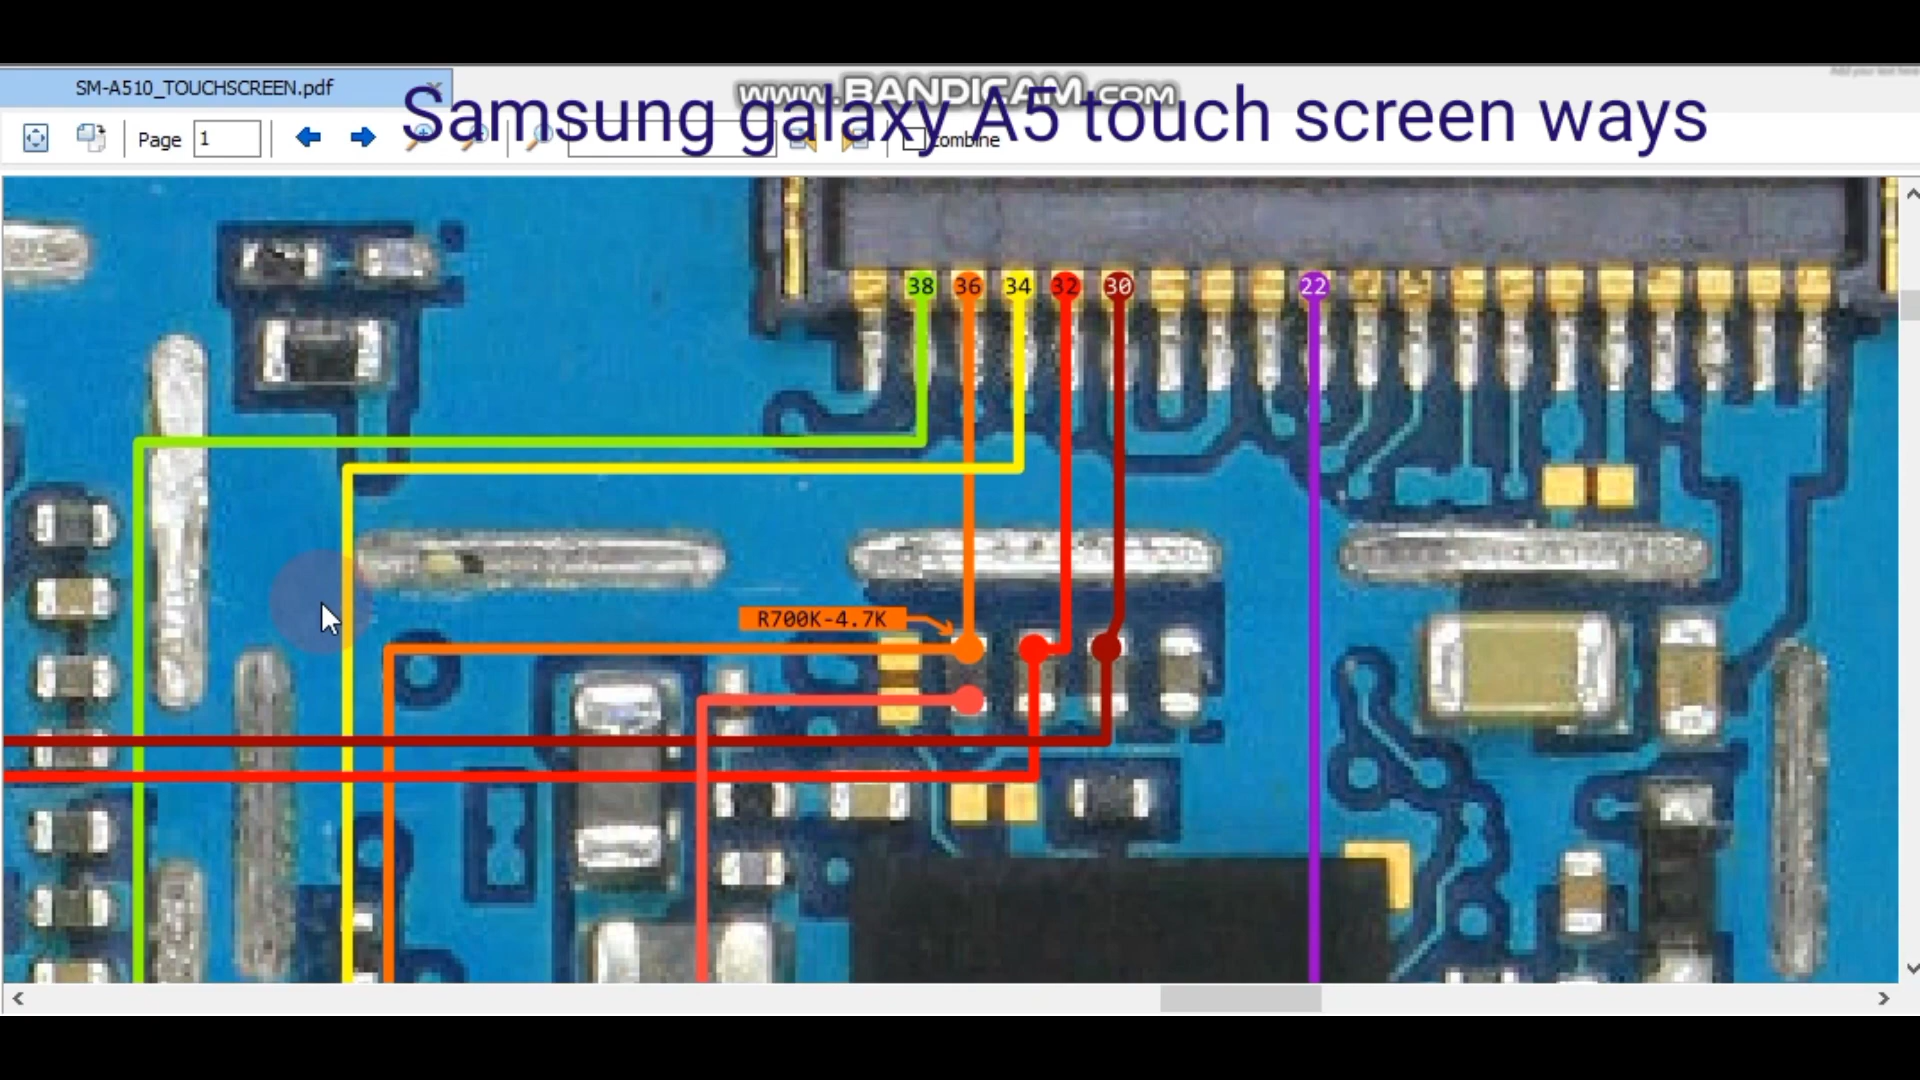 SM-A510_TOUCHSCREEN.pdf
www.BANDICAM.com
Samsung galaxy A5 touch screen ways
Page 1
combine
38 36 34 32 30 22
R700K-4.7K